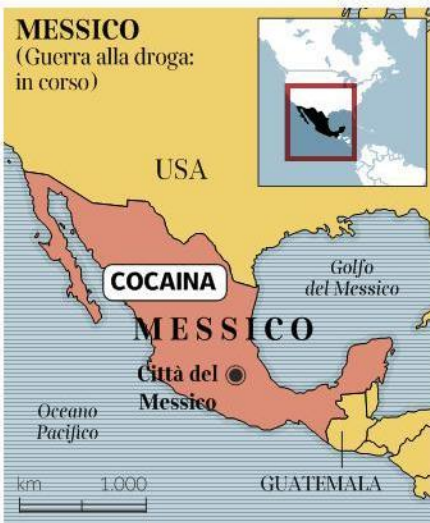 MESSICO
(Guerra alla droga:
in corso)
USA
COCAINA
Golfo
del Messico
MESSICO
Città del
Messico
Oceano
Pacifico
km 1.000
GUATEMALA